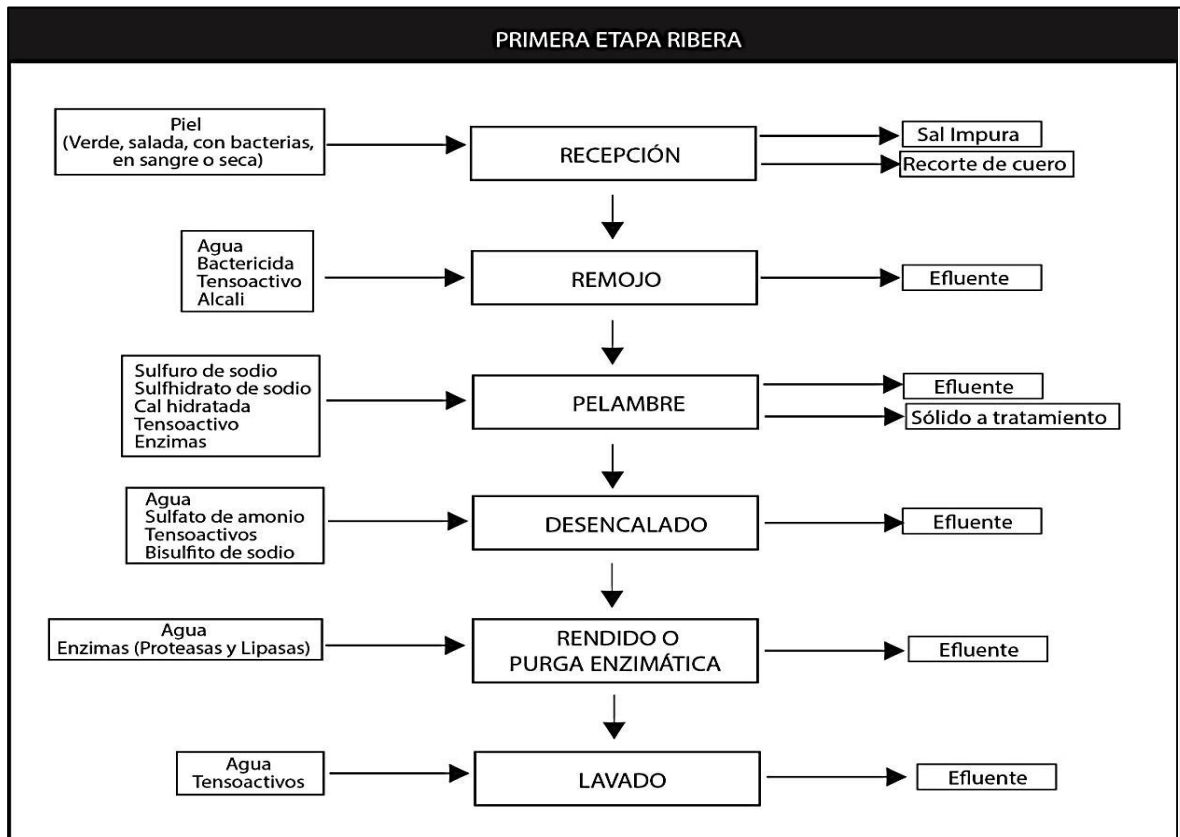 PRIMERA ETAPA RIBERA
Piel
(Verde, salada, con bacterias,
en sangre o seca)
RECEPCIÓN
Sal Impura
Recorte de cuero
Agua
Bactericida
Tensoactivo
Alcali
REMOJO
Efluente
Sulfuro de sodio
Sulfhidrato de sodio
Cal hidratada
Tensoactivo
Enzimas
PELAMBRE
Efluente
Sólido a tratamiento
Agua
Sulfato de amonio
Tensoactivos
Bisulfito de sodio
DESENCALADO
Efluente
Agua
Enzimas (Proteasas y Lipasas)
RENDIDO O
PURGA ENZIMÁTICA
Efluente
Agua
Tensoactivos
LAVADO
Efluente